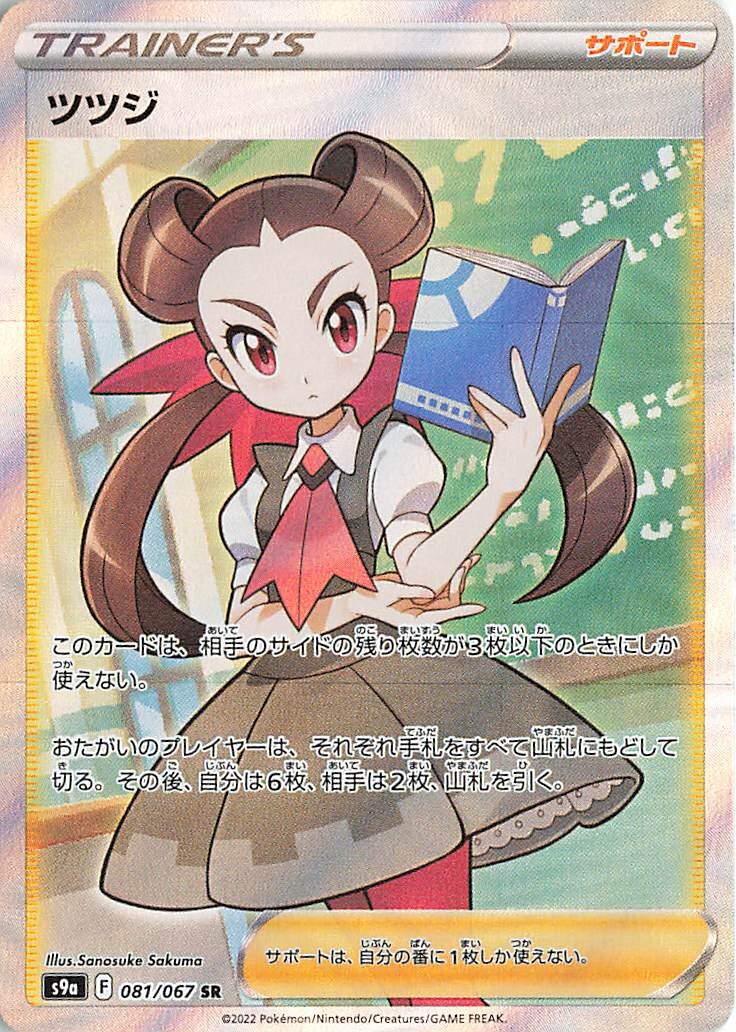 TRAINER'S
サポート
ツツジ
このカードは、相手のサイドの残り枚数が3枚以下のときにしか
使えない。
おたがいのプレイヤーは、それぞれ手札をすべて山札にもどして
切る。その後、自分は6枚、相手は2枚、山札を引く。
Illus.Sanosuke Sakuma
サポートは、自分の番に1枚しか使えない。
s9a F 081/067 SR
©2022 Pokémon/Nintendo/Creatures/GAME FREAK.